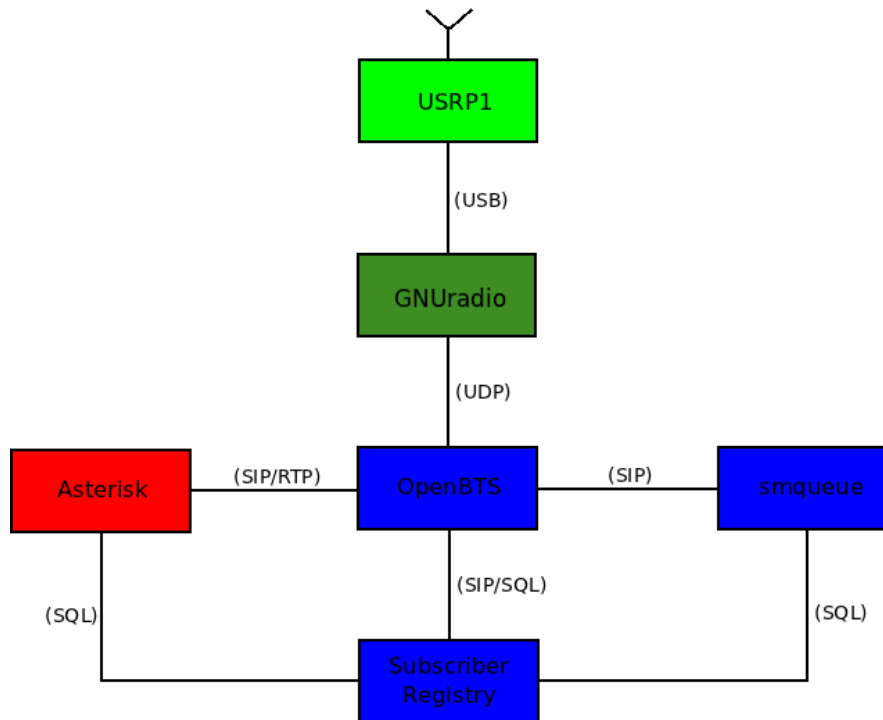 USRP1
(USB)
GNUradio
(UDP)
Asterisk
(SIP/RTP)
OpenBTS
(SIP)
smqueue
(SQL)
(SIP/SQL)
(SQL)
Subscriber
Registry